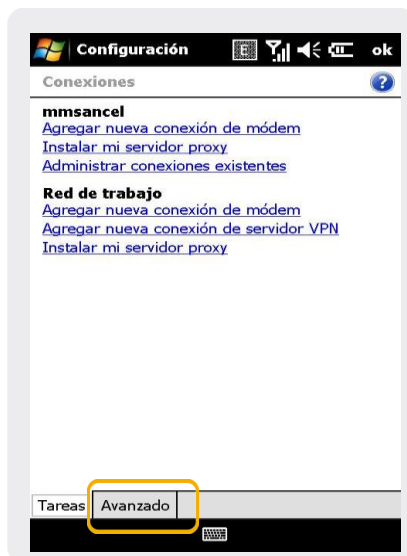 Configuración E ok
Conexiones ?
mmsancel
Agregar nueva conexión de módem
Instalar mi servidor proxy
Administrar conexiones existentes
Red de trabajo
Agregar nueva conexión de módem
Agregar nueva conexión de servidor VPN
Instalar mi servidor proxy
Tareas Avanzado